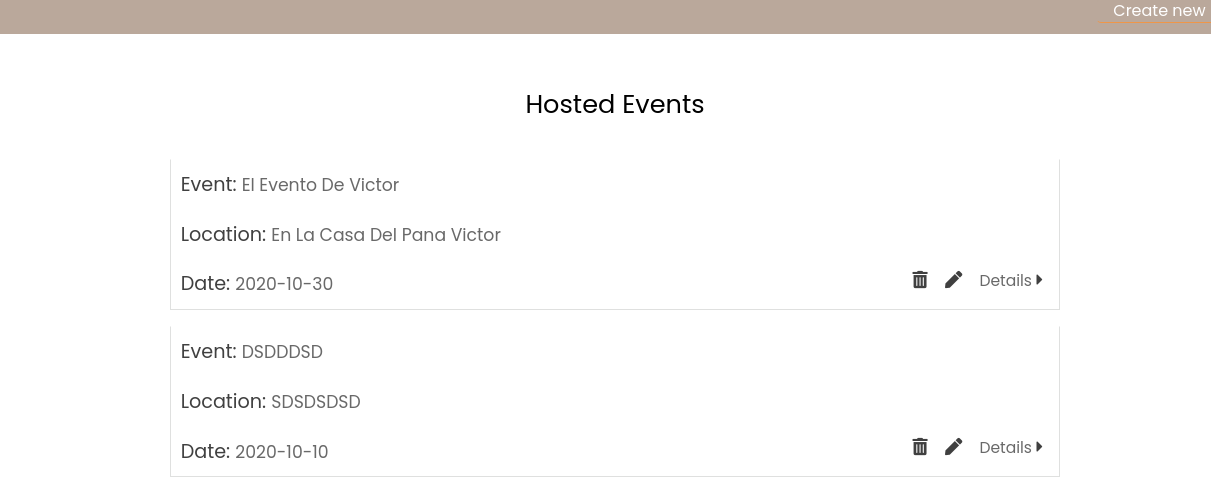 Create new
Hosted Events
Event: El Evento De Victor
Location: En La Casa Del Pana Victor
Date: 2020-10-30
Details
Event: DSDDDSD
Location: SDSDSDSD
Date: 2020-10-10
Details